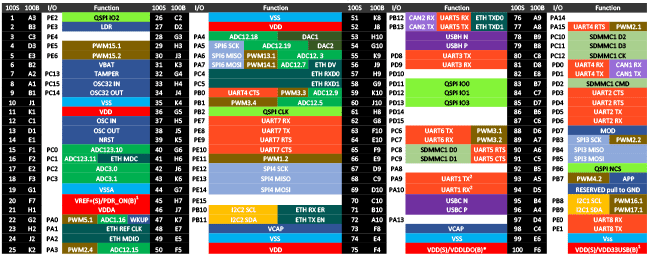 100S 100B I/O
1 A3 PE2 QSPI IO2
2 B3 PE3 LDR
3 C3 PE4
4 D3 PE5 PWM15.1
5 E3 PE6 PWM15.2
6 B2 VBAT
7 A2 PC13 TAMPER
8 A1 OSC32 IN
9 B1 OSC32 OUT
10 J1 VSS
11 K1 VDD
12 C1 OSC IN
13 D1 OSC OUT
14 E1 NRST
15 F1 PC0 ADC123.10
16 F2 PC1 ADC123.11 ETH MDC
17 E2 PC2 ADC3.0
18 F3 PC3 ADC3.1
19 G1 VSSA
20 F7 VREF+(S)/PDR_ON(B)
21 H1 VDDA
22 G2 PA0 PWM5.1 ADC1.16 WKUP
23 H2 PA1 ETH REF CLK
24 J2 PA2 ETH MDIO
25 K2 PA3 PWM2.4 ADC12.15
100S 100B I/O
26 C2 VSS
27 D2 VDD
28 G3 PA4 ADC12.18 DAC1
29 H3 PA5 SPI6 SCK ADC12.19 DAC2
30 J3 PA6 SPI6 MISO PWM13.1 ADC12.3
31 K3 PA7 SPI6 MOSI PWM14.1 ETH DV
32 G4 PC4 ETH RXD0
33 H4 PC5 ETH RXD1
34 J4 PB0 UART4 CTS PWM3.3 ADC12.9
35 K4 PB1 PWM3.4 ADC12.5
36 G5 PB2 QSPI CLK
37 H5 PE7 UART7 RX
38 J5 PE8 UART7 TX
39 K5 PE9 UART7 RTS
40 G6 PE10 UART7 CTS
41 H6 PE11 PWM1.2
42 J6 PE12 SPI4 SCK
43 K6 PE13 SPI4 MISO
44 G7 PE14 SPI4 MOSI
45 H7 PE15
46 J7 PB10 I2C2 SCL ETH RX ER
47 K7 PB11 I2C2 SDA ETH TX EN
48 F8 VCAP
49 E5 Vss
50 F5 VDD
100S 100B I/O
51 K8 PB12 CAN2 RX UART5 RX ETH TXD0
52 J8 PB13 CAN2 TX UART5 TX ETH TXD1
53 H10 USBH N
54 G10 USBH P
55 K9 PD8 UART3 TX
56 J9 PD9 UART3 RX
57 H9 PD10
58 G9 PD11 QSPI IO0
59 K10 PD12 QSPI IO1
60 J10 PD13 QSPI IO3
61 H8 PD14
62 G8 PD15
63 F10 PC6 UART6 TX PWM3.1
64 E10 PC7 UART6 RX PWM3.2
65 F9 PC8 SDMMC1 D0 UART5 RTS
66 E9 PC9 SDMMC1 D1 UART5 CTS
67 D9 PA8
68 C9 PA9 UART1 TX
69 D10 PA10 UART1 RX
70 C10 USBC N
71 B10 USBC P
72 A10 PA13
73 E7 VCAP
74 E4 Vss
75 F4 VDD(S)/VDDLDO(B)*
100S 100B I/O
76 A9 PA14
77 A8 PA15 UART4 RTS PWM2.1
78 B9 PC10 SDMMC1 D2
79 B8 PC11 SDMMC1 D3
80 C8 PC12 SDMMC1 CK
81 D8 PD0 UART4 RX CAN1 RX
82 E8 PD1 UART4 TX CAN1 TX
83 B7 PD2 SDMMC1 CMD
84 C7 PD3 UART2 CTS
85 D7 PD4 UART2 RTS
86 B6 PD5 UART2 TX
87 C6 PD6 UART2 RX
88 D6 PD7 MOD
89 A7 PB3 SPI3 SCK PWM2.2
90 A6 PB4 SPI3 MISO
91 C5 PB5 SPI3 MOSI
92 B5 PB6 QSPI NCS
93 A5 PB7 PWM4.2 APP
94 D5 RESERVED pull to GND
95 B4 PB8 I2C1 SCL PWM16.1
96 A4 PB9 I2C1 SDA PWM17.1
97 D4 PE0 UART8 RX
98 C4 PE1 UART8 TX
99 E6 Vss
100 F6 VDD(S)/VDD33USB(B)